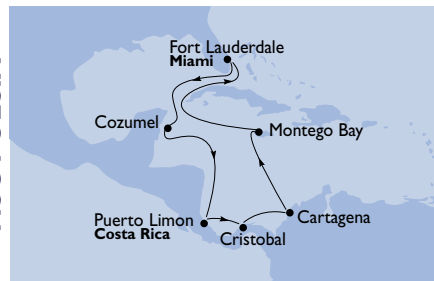 Fort Lauderdale
Miami
Cozumel
Montego Bay
Puerto Limon
Costa Rica
Cartagena
Cristobal